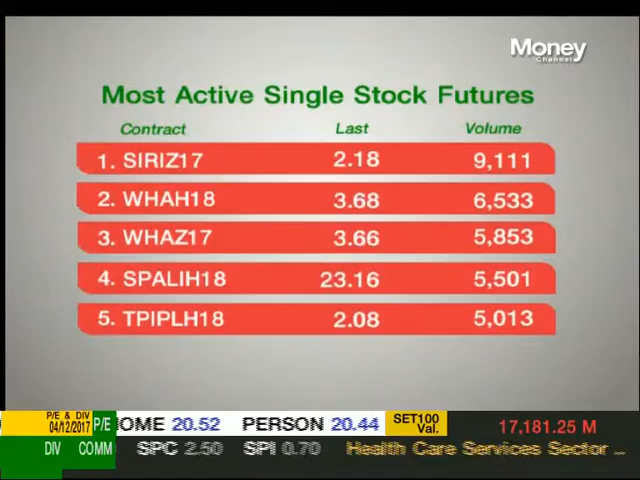 Money
Channel
Most Active Single Stock Futures
Contract Last Volume
1. SIRIZ17 2.18 9,111
2. WHAH18 3.68 6,533
3. WHAZ17 3.66 5,853
4. SPALIH18 23.16 5,501
5. TPIPLH18 2.08 5,013
P/E & DIV
04/12/2017
P/E
OME 20.52 PERSON 20.44
SET100
Val.
17,181.25 M
DIV COMM
SPC 2.50 SPI 0.70
Health Care Services Sector ...